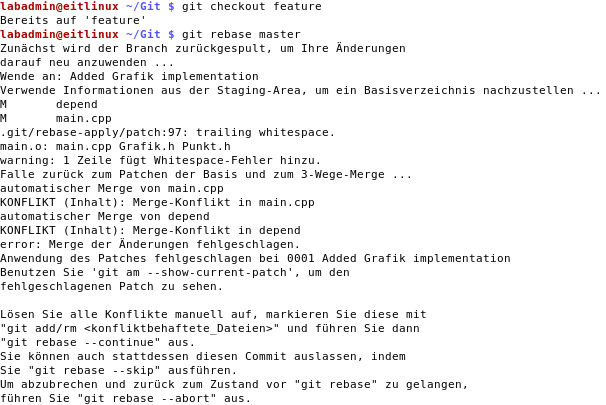 labadmin@eitlinux ~/Git $ git checkout feature
Bereits auf 'feature'
labadmin@eitlinux ~/Git $ git rebase master
Zunächst wird der Branch zurückgespult, um Ihre Änderungen
darauf neu anzuwenden ...
Wende an: Added Grafik implementation
Verwende Informationen aus der Staging-Area, um ein Basisverzeichnis nachzustellen ...
M       depend
M       main.cpp
.git/rebase-apply/patch:97: trailing whitespace.
main.o: main.cpp Grafik.h Punkt.h
warning: 1 Zeile fügt Whitespace-Fehler hinzu.
Falle zurück zum Patchen der Basis und zum 3-Wege-Merge ...
automatischer Merge von main.cpp
KONFLIKT (Inhalt): Merge-Konflikt in main.cpp
automatischer Merge von depend
KONFLIKT (Inhalt): Merge-Konflikt in depend
error: Merge der Änderungen fehlgeschlagen.
Anwendung des Patches fehlgeschlagen bei 0001 Added Grafik implementation
Benutzen Sie 'git am --show-current-patch', um den
fehlgeschlagenen Patch zu sehen.

Lösen Sie alle Konflikte manuell auf, markieren Sie diese mit
"git add/rm <konfliktbehaftete_Dateien>" und führen Sie dann
"git rebase --continue" aus.
Sie können auch stattdessen diesen Commit auslassen, indem
Sie "git rebase --skip" ausführen.
Um abzubrechen und zurück zum Zustand vor "git rebase" zu gelangen,
führen Sie "git rebase --abort" aus.